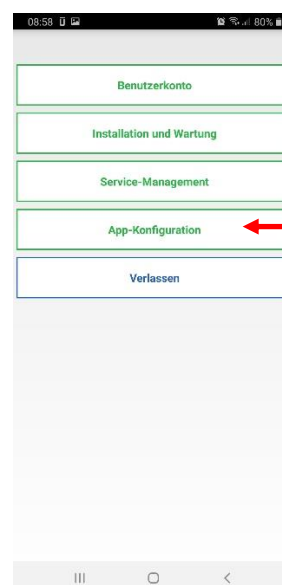 08:58 80%
Benutzerkonto
Installation und Wartung
Service-Management
App-Konfiguration
Verlassen